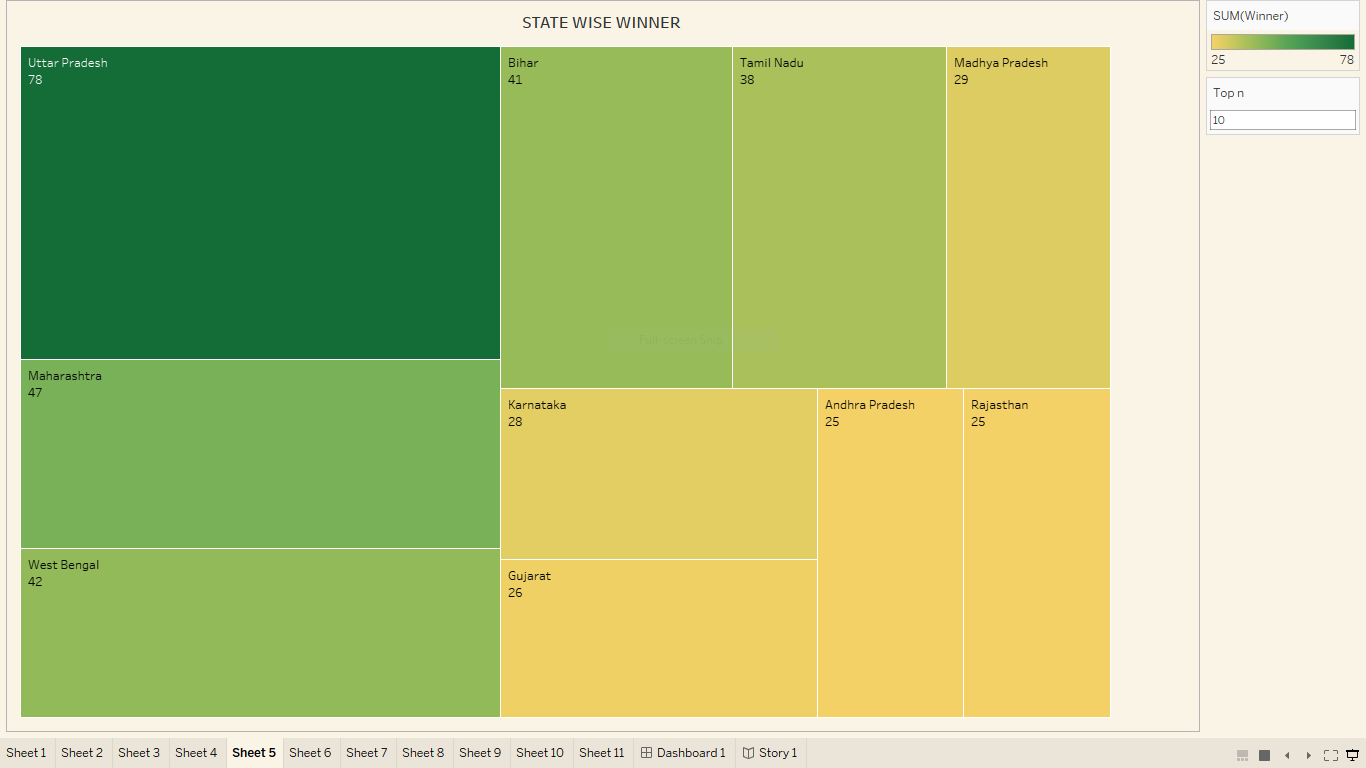 STATE WISE WINNER
Uttar Pradesh
78
Maharashtra
47
West Bengal
42
Bihar
41
Tamil Nadu
38
Madhya Pradesh
29
Karnataka
28
Gujarat
26
Andhra Pradesh
25
Rajasthan
25
Full-screen Snip
SUM(Winner)
25 78
Top n
10
Sheet 1 Sheet 2 Sheet 3 Sheet 4 Sheet 5 Sheet 6 Sheet 7 Sheet 8 Sheet 9 Sheet 10 Sheet 11 Dashboard 1 Story 1